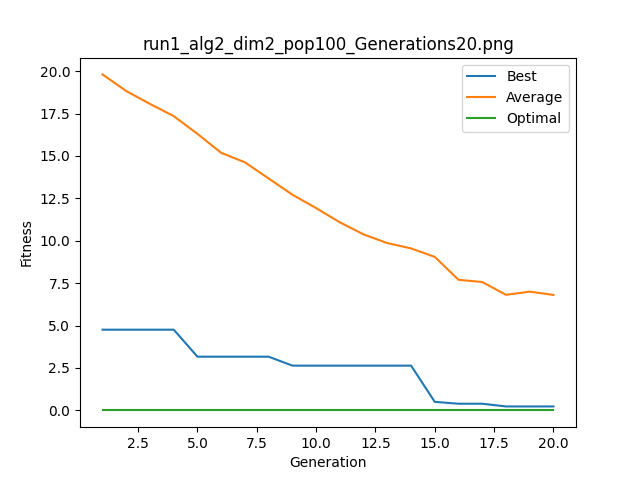 run1_alg2_dim2_pop100_Generations20.png
Best
Average
Optimal
Fitness
20.0
17.5
15.0
12.5
10.0
7.5
5.0
2.5
0.0
2.5 5.0 7.5 10.0 12.5 15.0 17.5 20.0
Generation